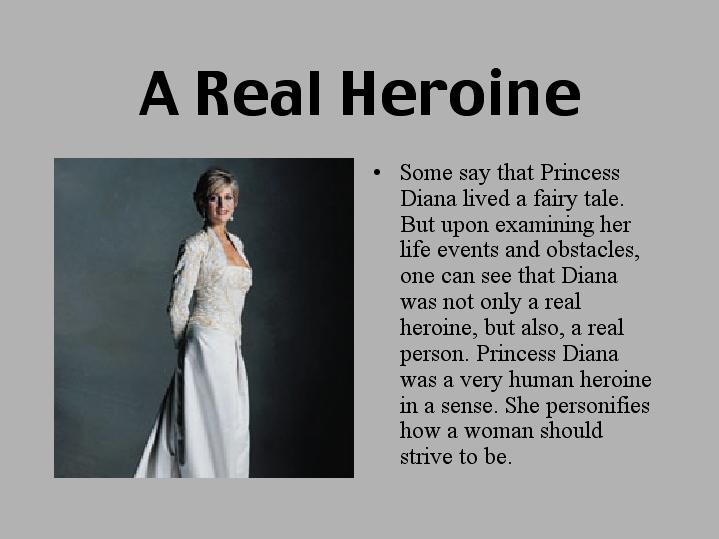 A Real Heroine
• Some say that Princess
Diana lived a fairy tale.
But upon examining her
life events and obstacles,
one can see that Diana
was not only a real
heroine, but also, a real
person. Princess Diana
was a very human heroine
in a sense. She personifies
how a woman should
strive to be.